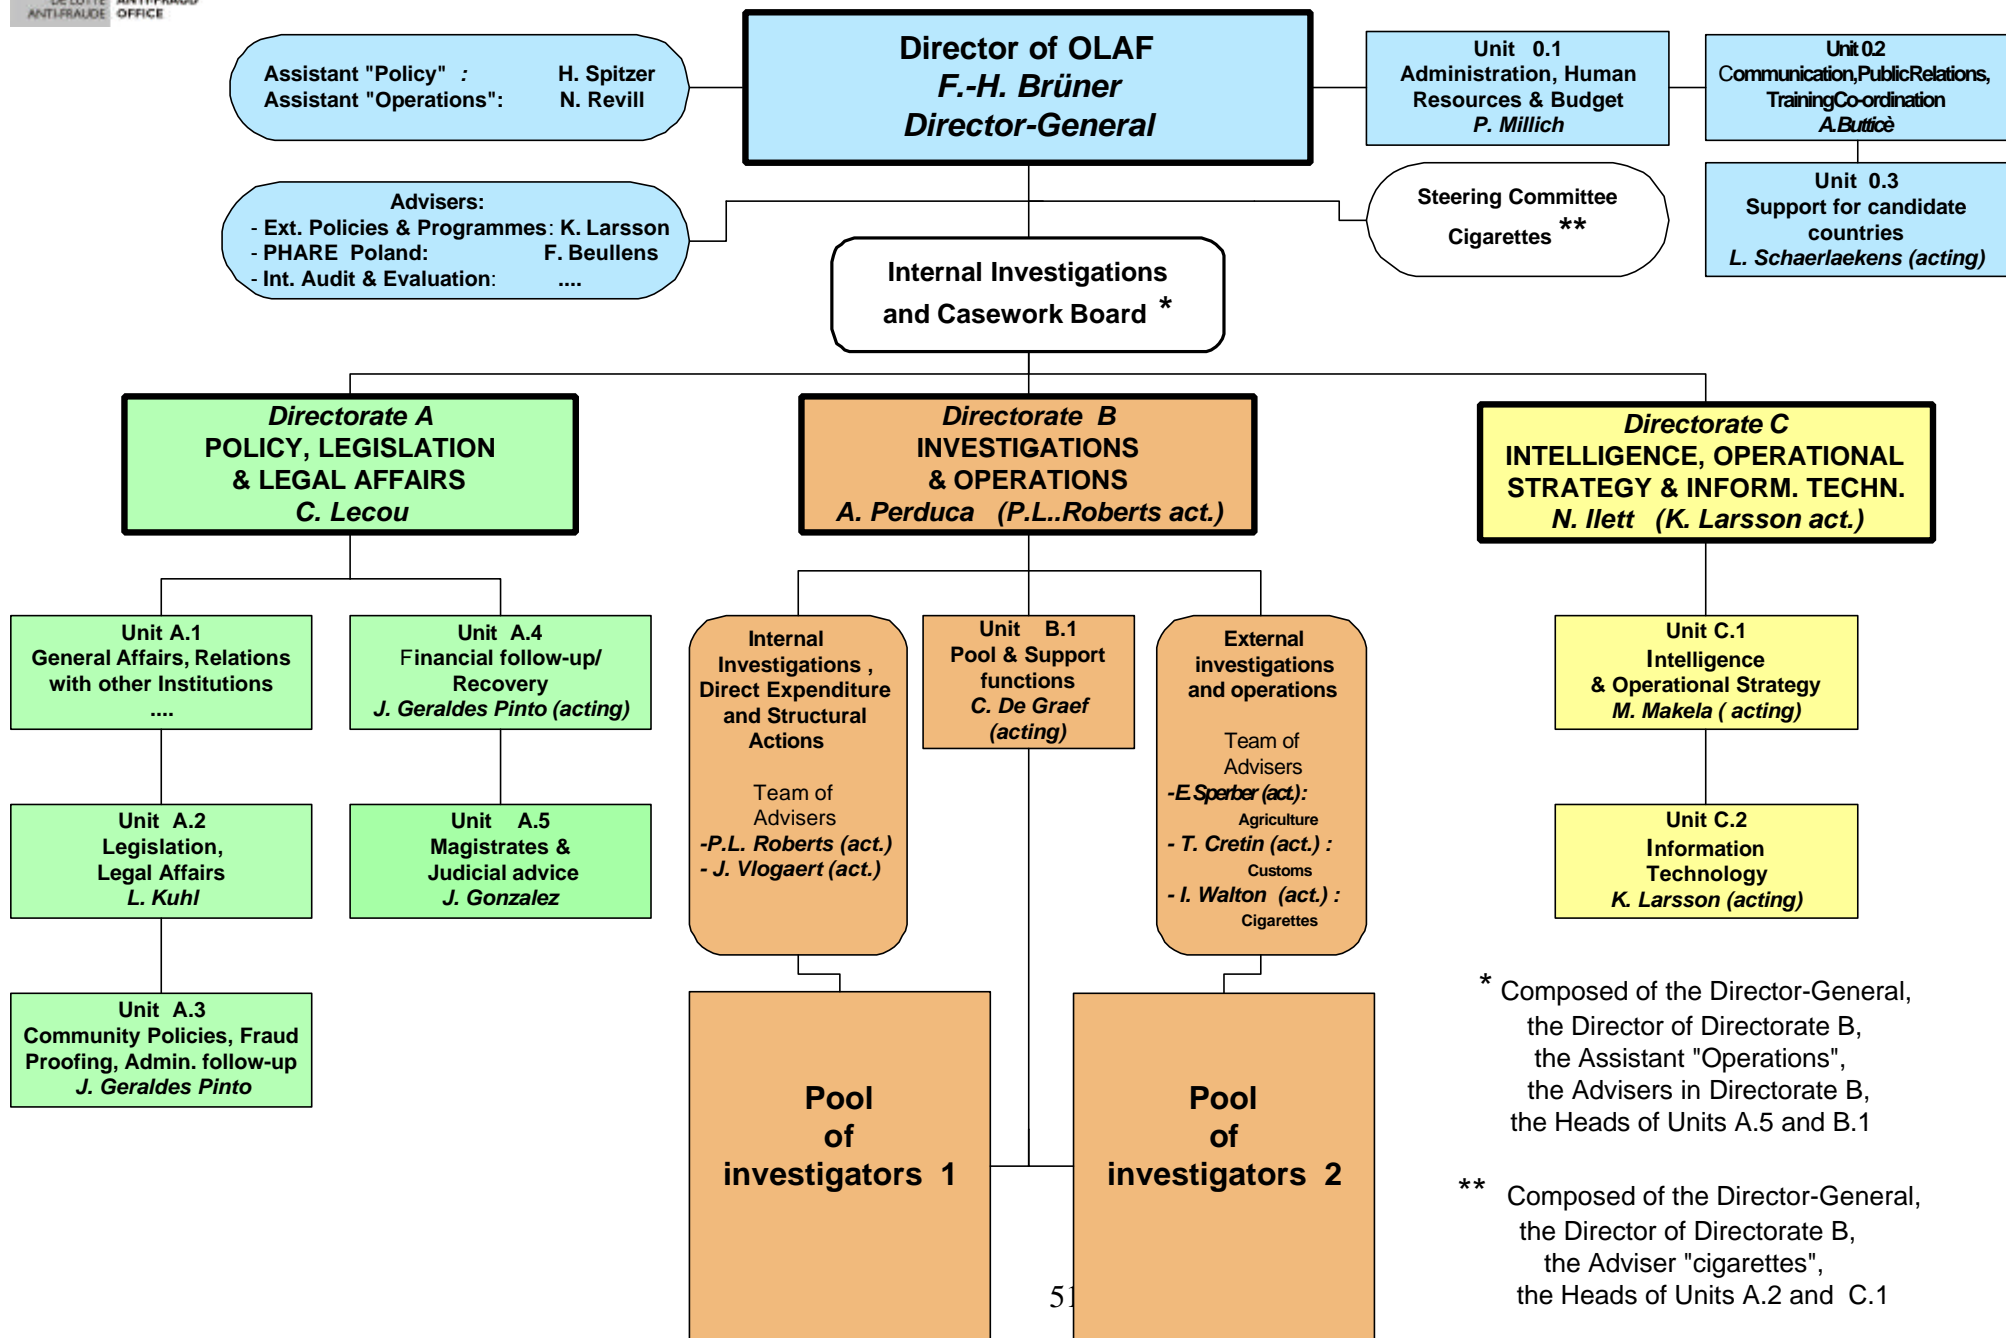 DE LUTTE ANTI-FRAUD
ANTI-FRAUDE OFFICE
Assistant "Policy" : H. Spitzer
Assistant "Operations": N. Revill
Director of OLAF
F.-H. Brüner
Director-General
Unit 0.1
Administration, Human
Resources & Budget
P. Millich
Unit 0.2
Communication, Public Relations,
Training Co-ordination
A. Butticè
Advisers:
- Ext. Policies & Programmes: K. Larsson
- PHARE Poland: F. Beullens
- Int. Audit & Evaluation: ....
Steering Committee
Cigarettes **
Unit 0.3
Support for candidate
countries
L. Schaerlaekens (acting)
Internal Investigations
and Casework Board *
Directorate A
POLICY, LEGISLATION
& LEGAL AFFAIRS
C. Lecou
Directorate B
INVESTIGATIONS
& OPERATIONS
A. Perduca (P.L..Roberts act.)
Directorate C
INTELLIGENCE, OPERATIONAL
STRATEGY & INFORM. TECHN.
N. Ilett (K. Larsson act.)
Unit A.1
General Affairs, Relations
with other Institutions
....
Unit A.4
Financial follow-up/
Recovery
J. Geraldes Pinto (acting)
Unit A.2
Legislation,
Legal Affairs
L. Kuhl
Unit A.5
Magistrates &
Judicial advice
J. Gonzalez
Unit A.3
Community Policies, Fraud
Proofing, Admin. follow-up
J. Geraldes Pinto
Internal
Investigations ,
Direct Expenditure
and Structural
Actions
Team of
Advisers
-P.L. Roberts (act.)
- J. Vlogaert (act.)
Unit B.1
Pool & Support
functions
C. De Graef
(acting)
External
investigations
and operations
Team of
Advisers
-E.Sperber (act.):
Agriculture
- T. Cretin (act.) :
Customs
- I. Walton (act.) :
Cigarettes
Unit C.1
Intelligence
& Operational Strategy
M. Makela ( acting)
Unit C.2
Information
Technology
K. Larsson (acting)
Pool
of
investigators 1
Pool
of
investigators 2
* Composed of the Director-General,
the Director of Directorate B,
the Assistant "Operations",
the Advisers in Directorate B,
the Heads of Units A.5 and B.1
** Composed of the Director-General,
the Director of Directorate B,
the Adviser "cigarettes",
the Heads of Units A.2 and C.1
51